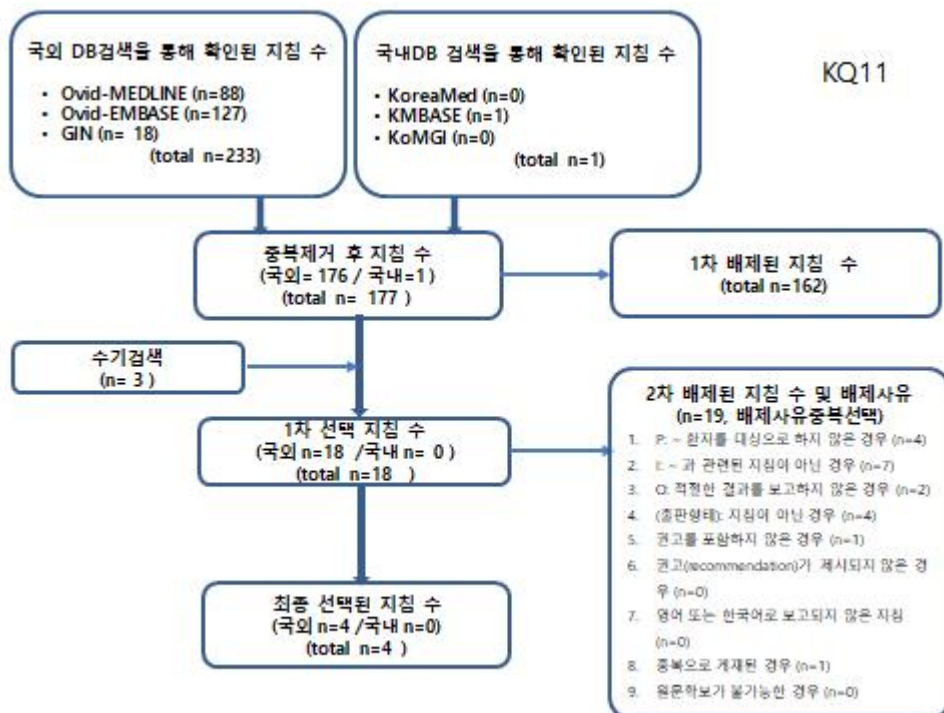 국외 DB검색을 통해 확인된 지침 수
• Ovid-MEDLINE (n=88)
• Ovid-EMBASE (n=127)
• GIN (n= 18)
(total n=233)
국내DB 검색을 통해 확인된 지침 수
• KoreaMed (n=0)
• KMBASE (n=1)
• KoMGI (n=0)
(total n=1)
KQ11
중복제거 후 지침 수
(국외= 176 / 국내=1)
(total n= 177 )
1차 배제된 지침 수
(total n=162)
수기검색
(n= 3 )
1차 선택 지침 수
(국외 n=18 /국내 n= 0 )
(total n=18 )
2차 배제된 지침 수 및 배제사유
(n=19, 배제사유중복선택)
1. P: ~ 환자를 대상으로 하지 않은 경우 (n=4)
2. I: ~ 과 관련된 지침이 아닌 경우 (n=7)
3. O: 적절한 결과를 보고하지 않은 경우 (n=2)
4. (출판형태): 지침이 아닌 경우 (n=4)
5. 권고를 포함하지 않은 경우 (n=1)
6. 권고(recommendation)가 제시되지 않은 경
우 (n=0)
7. 영어 또는 한국어로 보고되지 않은 지침
(n=0)
8. 중복으로 게재된 경우 (n=1)
9. 원문확보가 불가능한 경우 (n=0)
최종 선택된 지침 수
(국외 n=4 /국내 n=0)
(total n=4 )